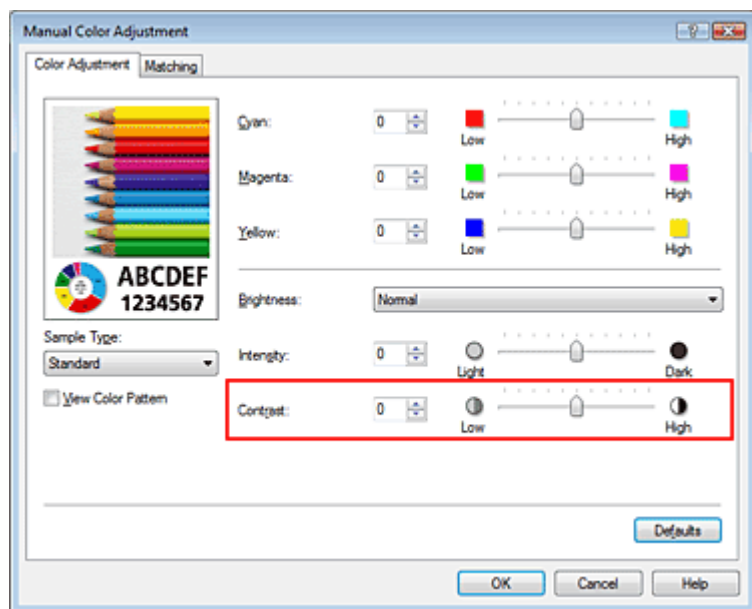 Manual Color Adjustment
Color Adjustment Matching
Cyan: 0 Low High
Magenta: 0 Low High
Yellow: 0 Low High
ABCDEF
1234567
Brightness: Normal
Sample Type:
Standard
Intensity: 0 Light Dark
View Color Pattern
Contrast: 0 Low High
Defaults
OK Cancel Help